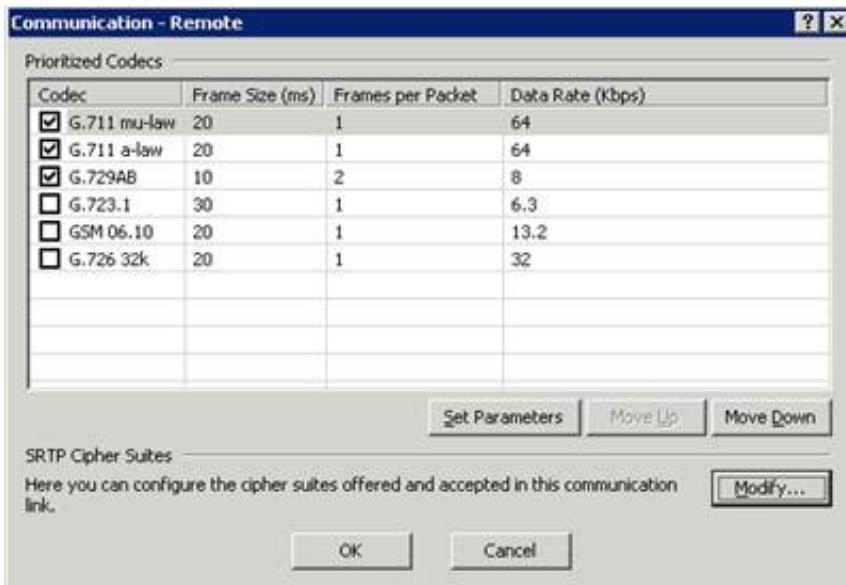 Communication - Remote
Prioritized Codecs
Codec Frame Size (ms) Frames per Packet Data Rate (Kbps)
G.711 mu-law 20 1 64
G.711 a-law 20 1 64
G.729AB 10 2 8
G.723.1 30 1 6.3
GSM 06.10 20 1 13.2
G.726 32k 20 1 32
Set Parameters Move Up Move Down
SRTP Cipher Suites
Here you can configure the cipher suites offered and accepted in this communication
link.
Modify...
OK Cancel